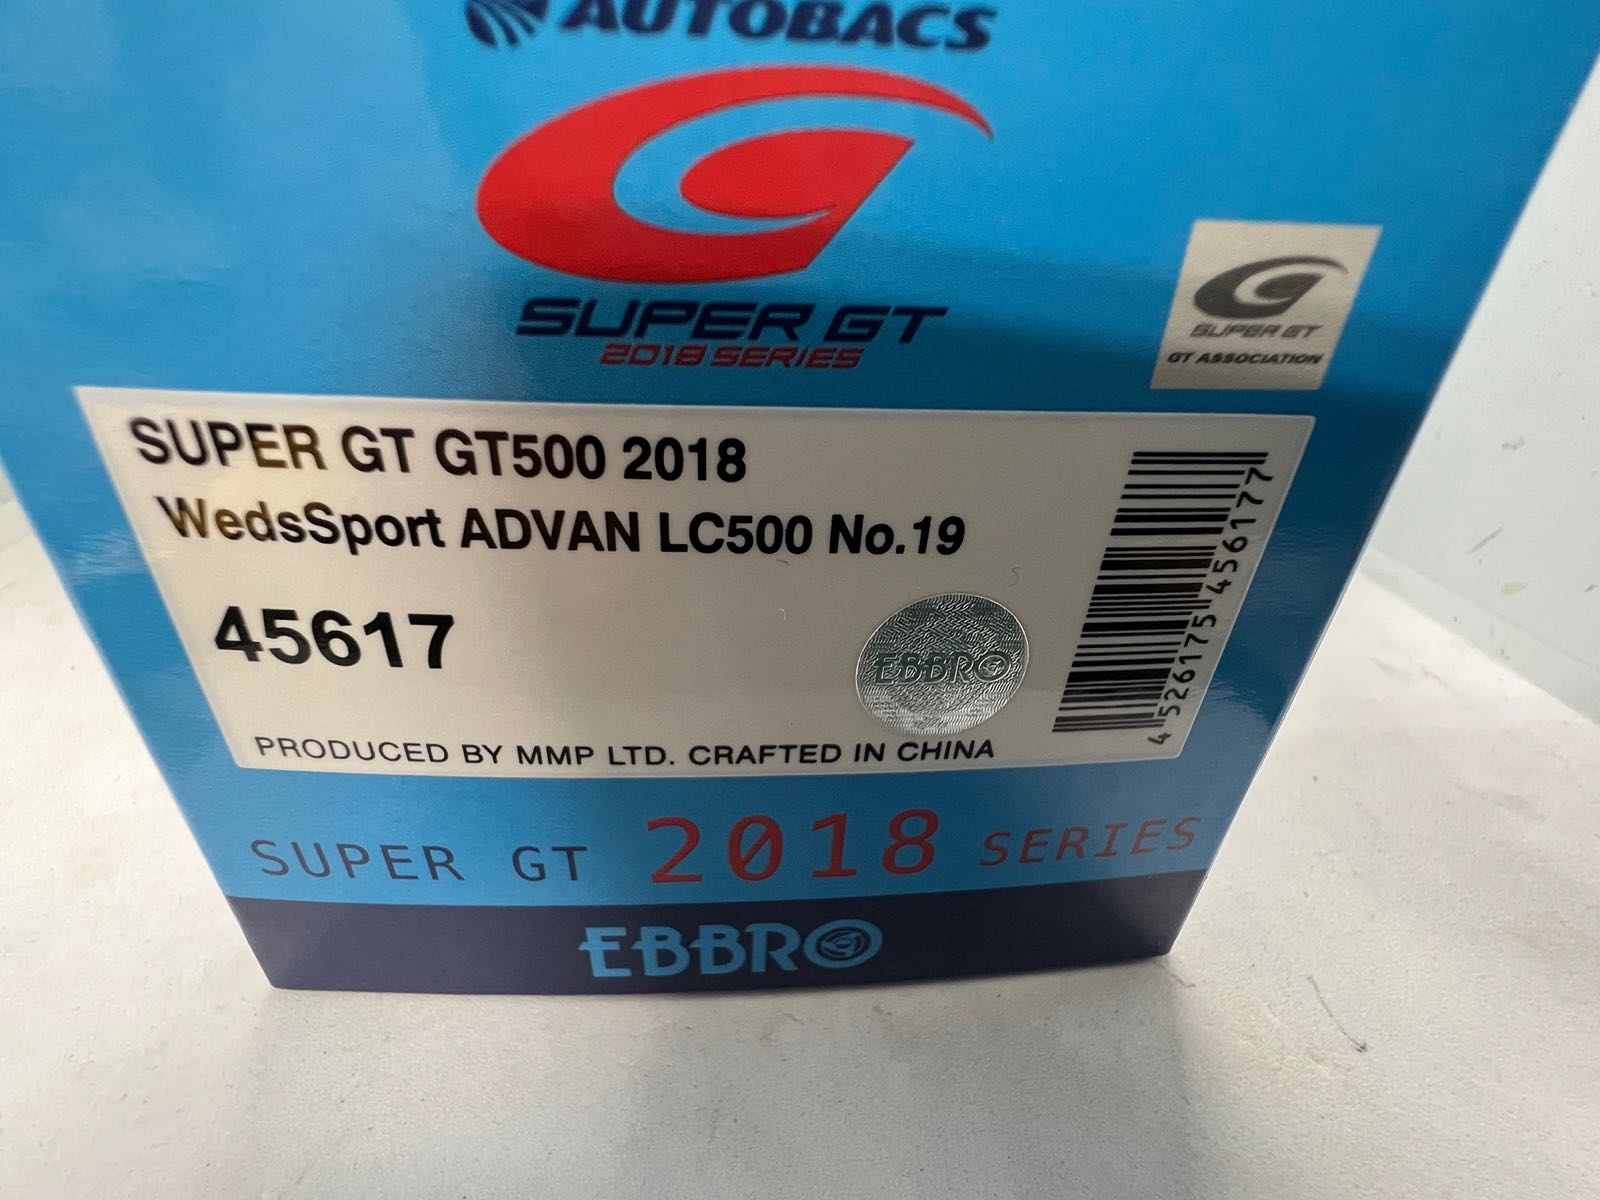 AUTOBACS
SUPER GT
2018 SERIES
SUPER GT
GT ASSOCIATION
SUPER GT GT500 2018
WedsSport ADVAN LC500 No.19
45617
EBBRO
4 526175 456177
PRODUCED BY MMP LTD. CRAFTED IN CHINA
SUPER GT 2018 SERIES
EBBRO